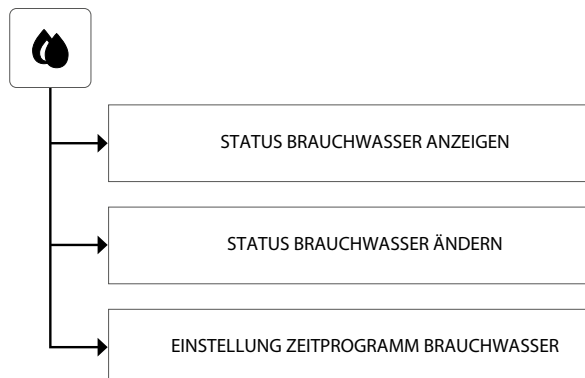 STATUS BRAUCHWASSER ANZEIGEN
STATUS BRAUCHWASSER ÄNDERN
EINSTELLUNG ZEITPROGRAMM BRAUCHWASSER